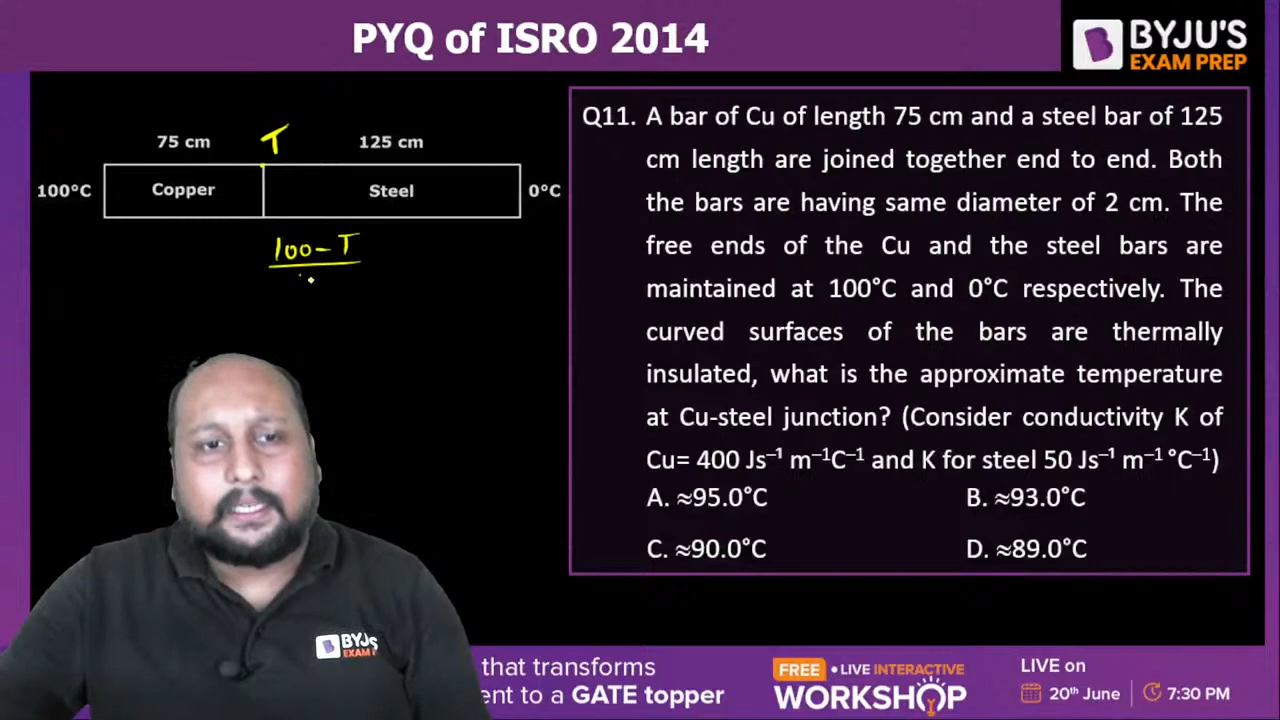 PYQ of ISRO 2014
BYJU'S
EXAM PREP
75 cm
T
125 cm
100°C
Copper
Steel
0°C
100-T
Q11. A bar of Cu of length 75 cm and a steel bar of 125
cm length are joined together end to end. Both
the bars are having same diameter of 2 cm. The
free ends of the Cu and the steel bars are
maintained at 100°C and 0°C respectively. The
curved surfaces of the bars are thermally
insulated, what is the approximate temperature
at Cu-steel junction? (Consider conductivity K of
Cu= 400 Js⁻¹ m⁻¹C⁻¹ and K for steel 50 Js⁻¹ m⁻¹ °C⁻¹)
A. ≈95.0°C
B. ≈93.0°C
C. ≈90.0°C
D. ≈89.0°C
BYJU'S
EXAM P
that transforms
ent to a GATE topper
FREE • LIVE INTERACTIVE
WORKSHOP
LIVE on
20th June
7:30 PM